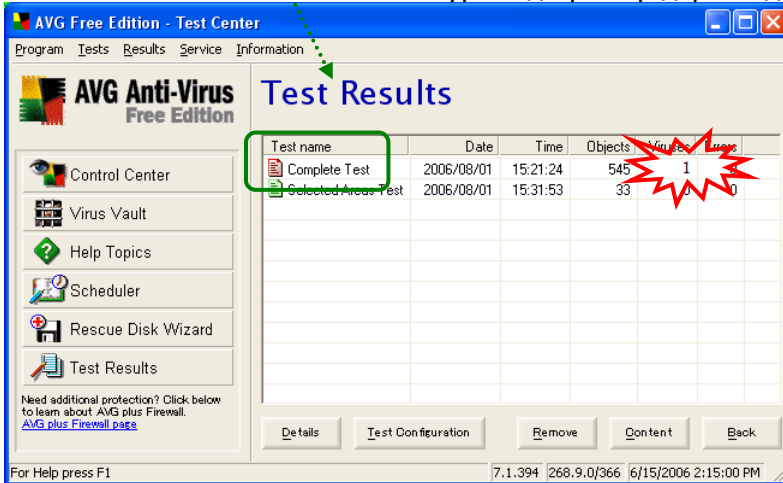 AVG Free Edition - Test Center
Program Tests Results Service Information
AVG Anti-Virus
Free Edition
Test Results
Test name Date Time Objects Viruses Errors
Complete Test 2006/08/01 15:21:24 545 1
Selected Areas Test 2006/08/01 15:31:53 33 0 0
Control Center
Virus Vault
Help Topics
Scheduler
Rescue Disk Wizard
Test Results
Need additional protection? Click below
to learn about AVG plus Firewall.
AVG plus Firewall page
Details Test Configuration Remove Content Back
For Help press F1 7.1.394 268.9.0/366 6/15/2006 2:15:00 PM